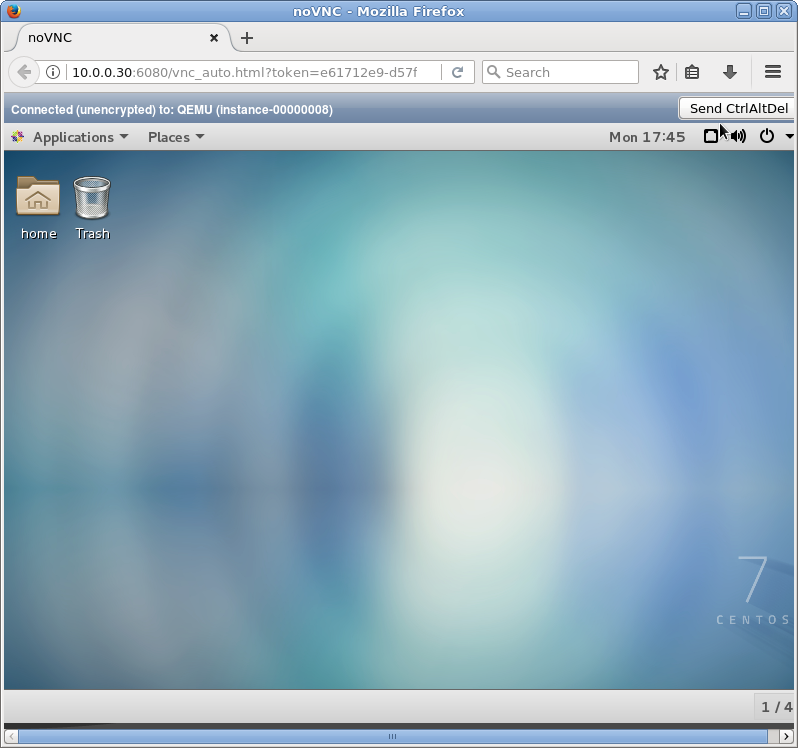 noVNC - Mozilla Firefox
noVNC
10.0.0.30:6080/vnc_auto.html?token=e61712e9-d57f
Search
Connected (unencrypted) to: QEMU (instance-00000008)
Send CtrlAltDel
Applications
Places
Mon 17:45
home
Trash
7
CENTOS
1 / 4